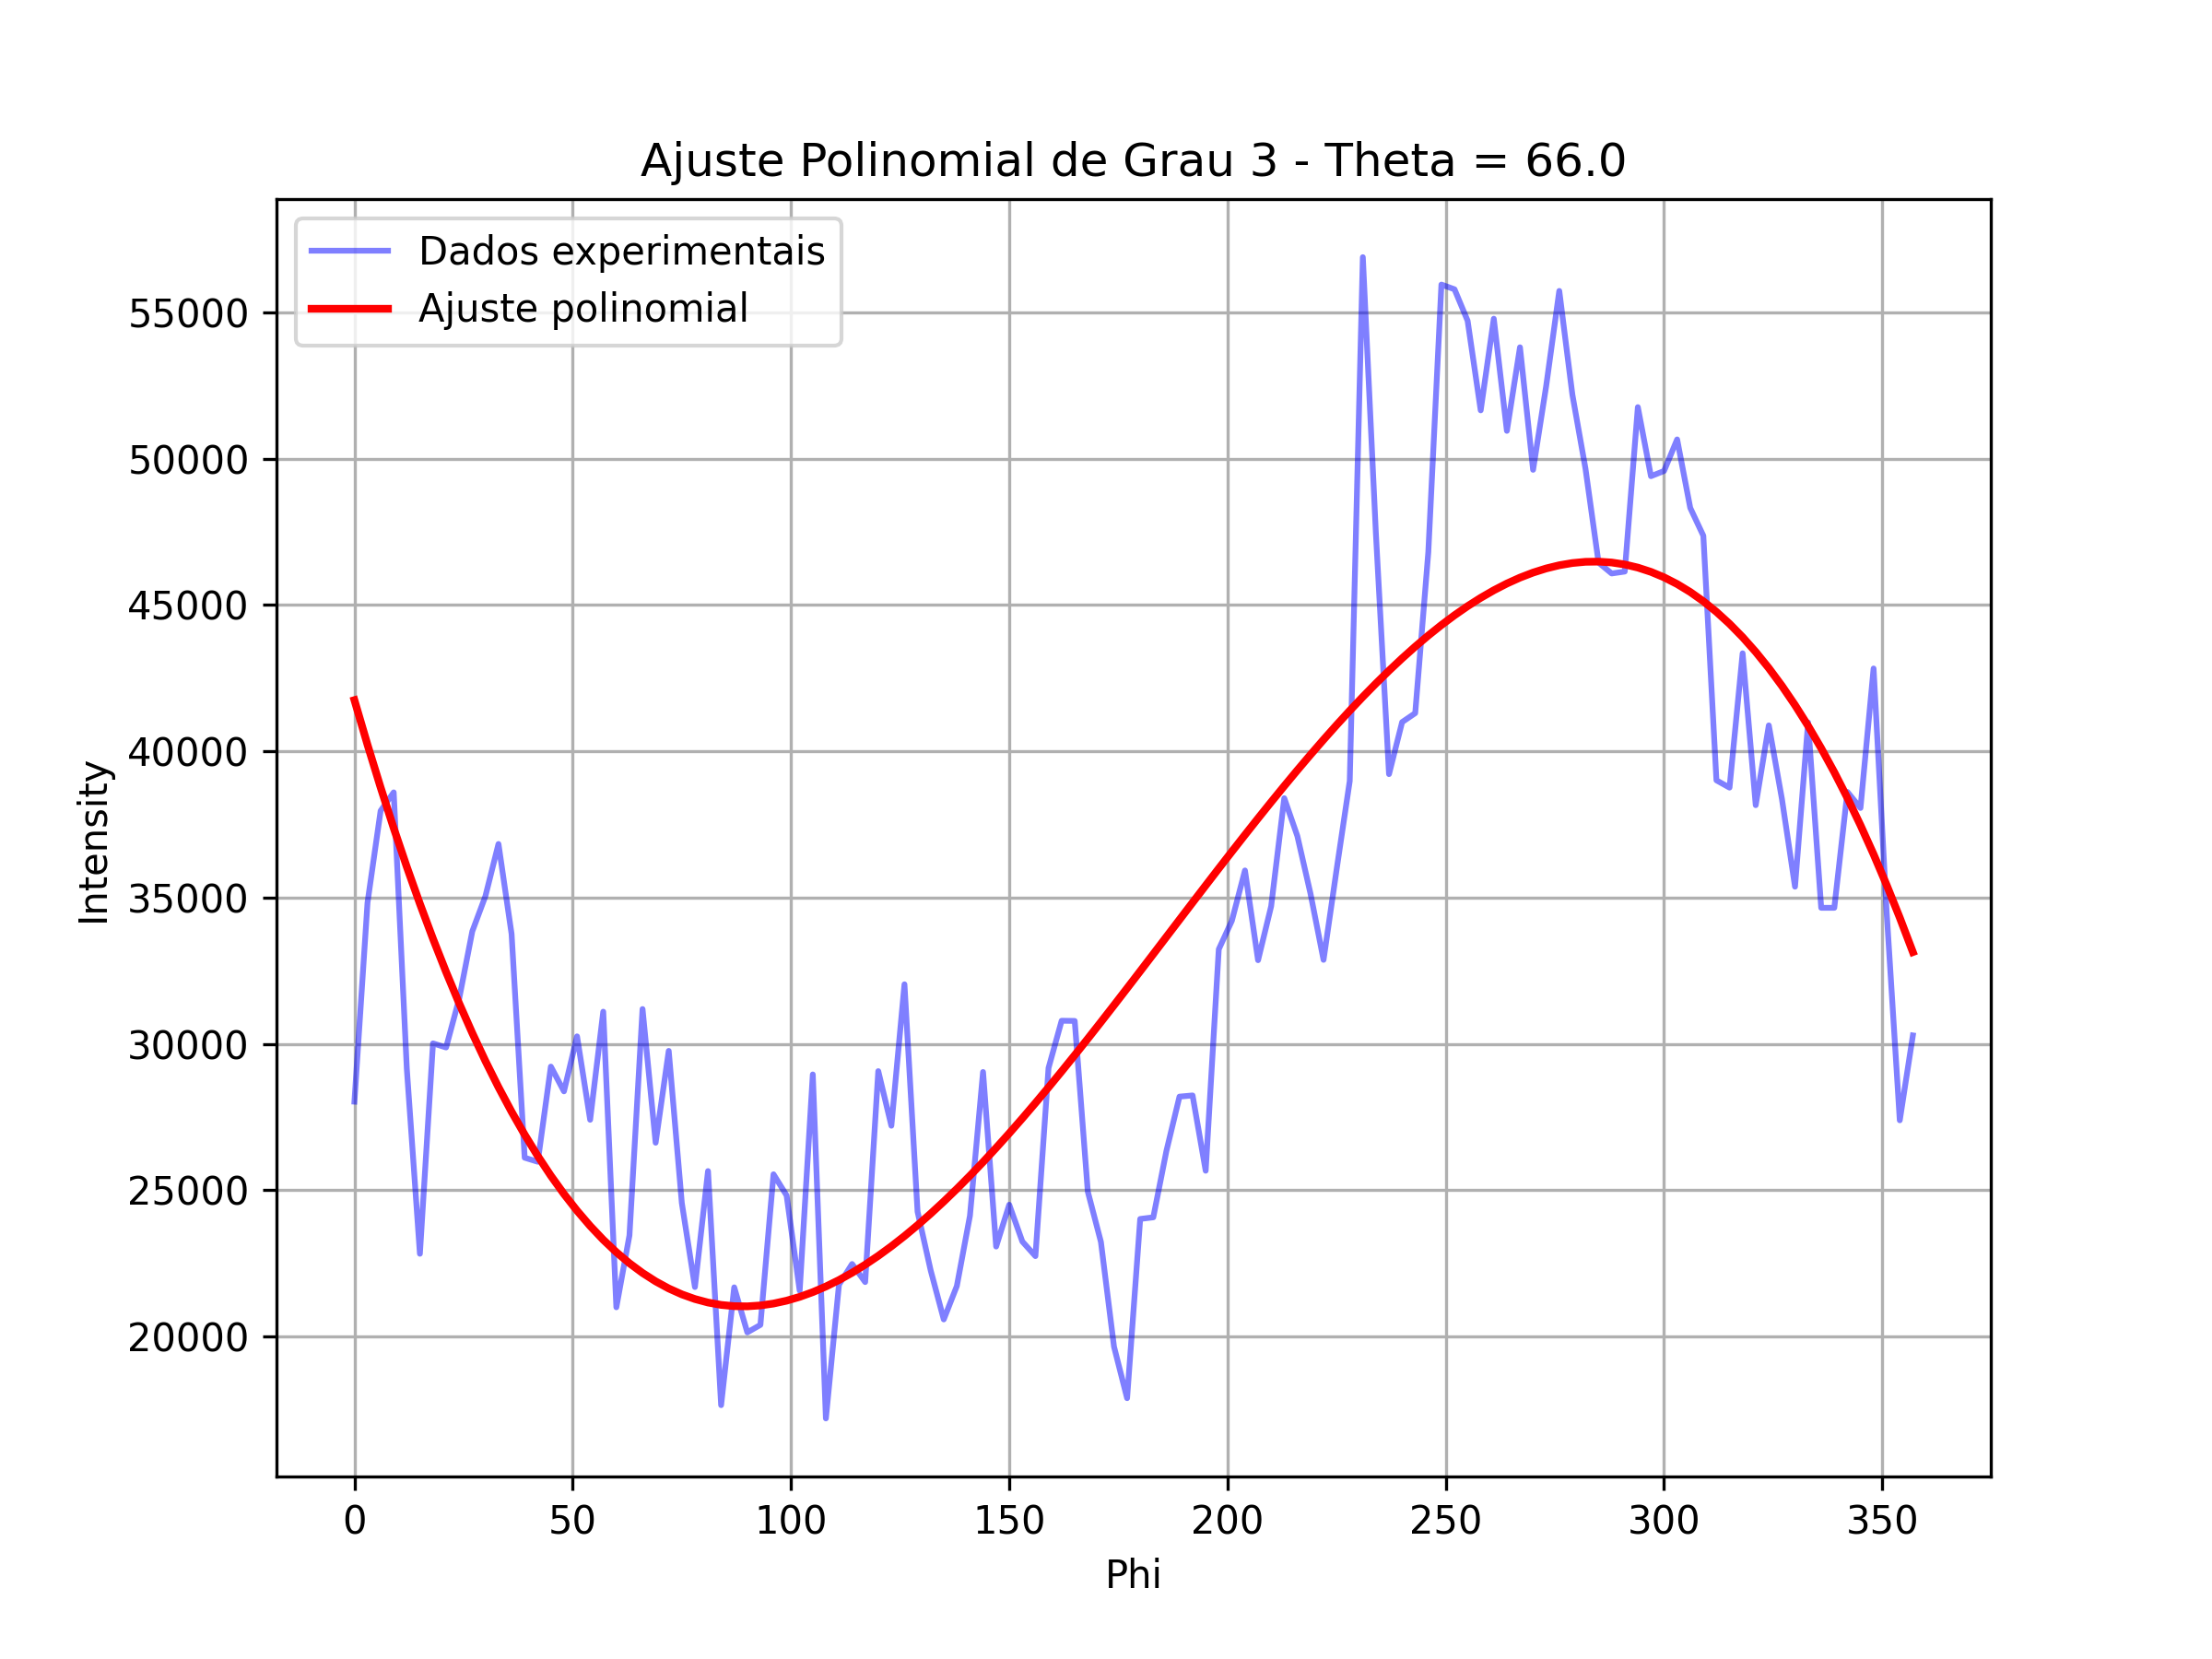 Ajuste Polinomial de Grau 3 - Theta = 66.0
Dados experimentais
Ajuste polinomial
55000
50000
45000
40000
35000
30000
25000
20000
Intensity
0 50 100 150 200 250 300 350
Phi